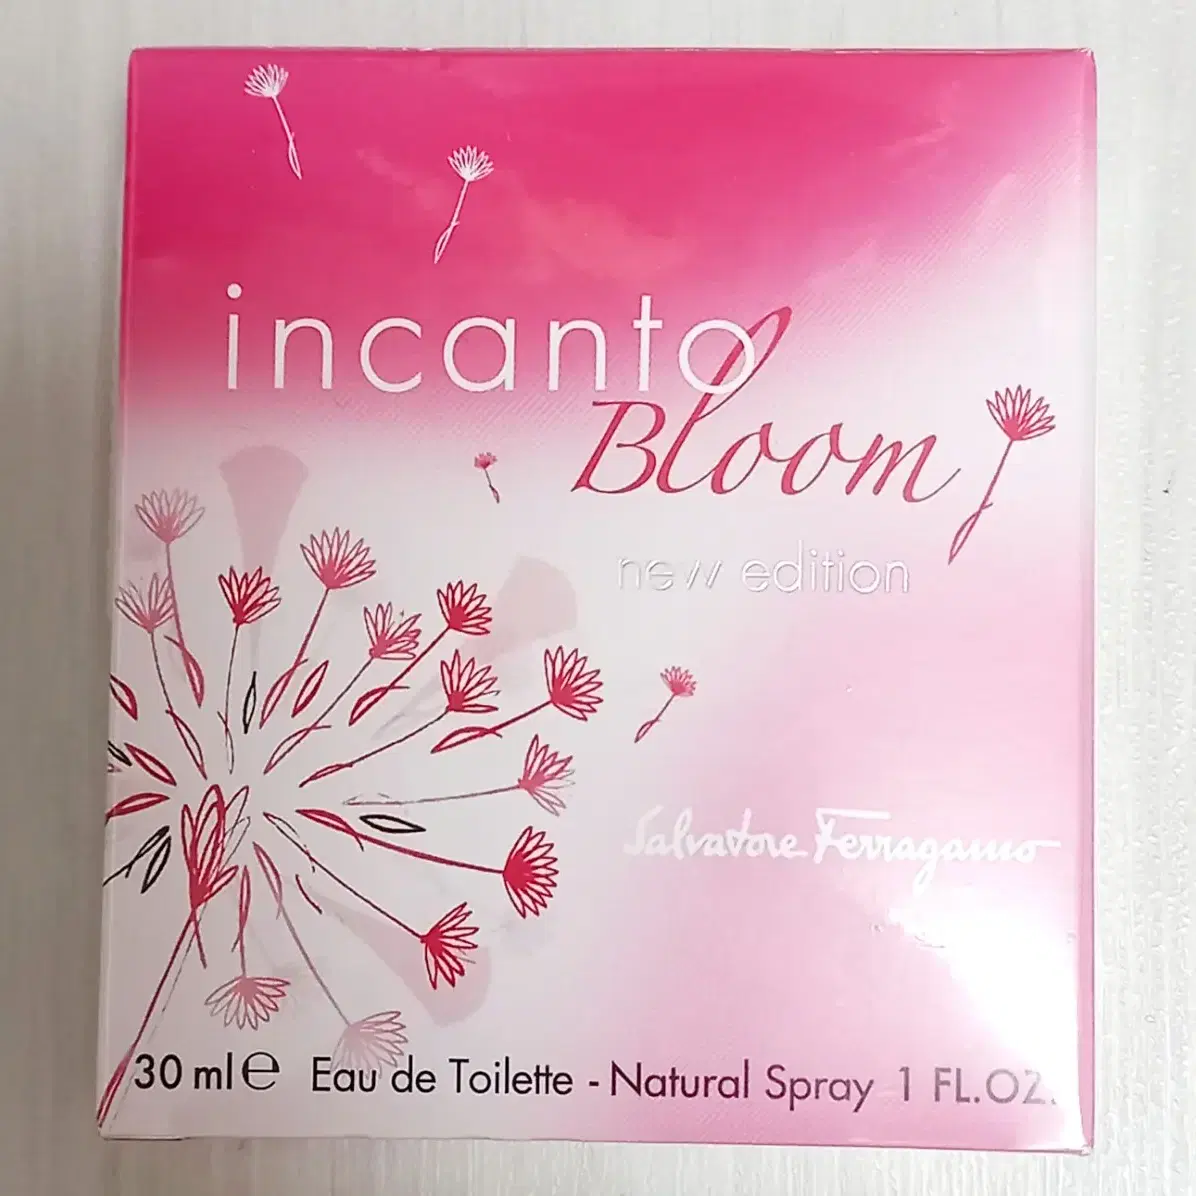 incanto
Bloom
new edition
Salvatore Ferragamo
30 ml e Eau de Toilette - Natural Spray 1 FL.OZ.